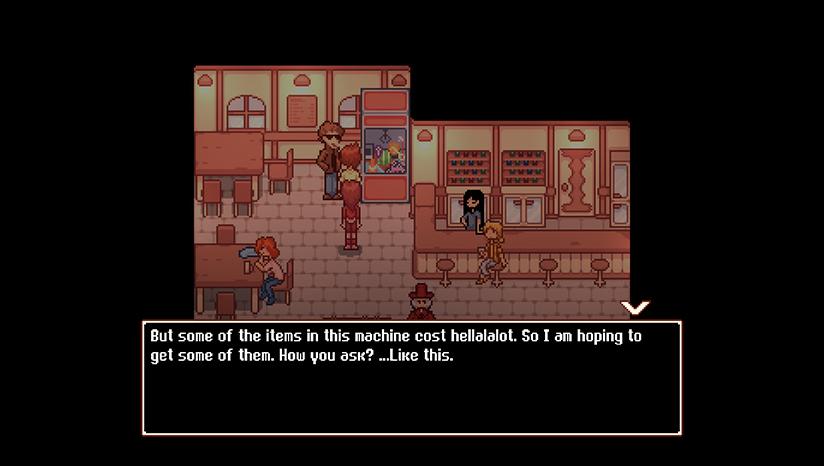 But some of the items in this machine cost hellalalot. So I am hoping to
get some of them. How you ask? ...Like this.